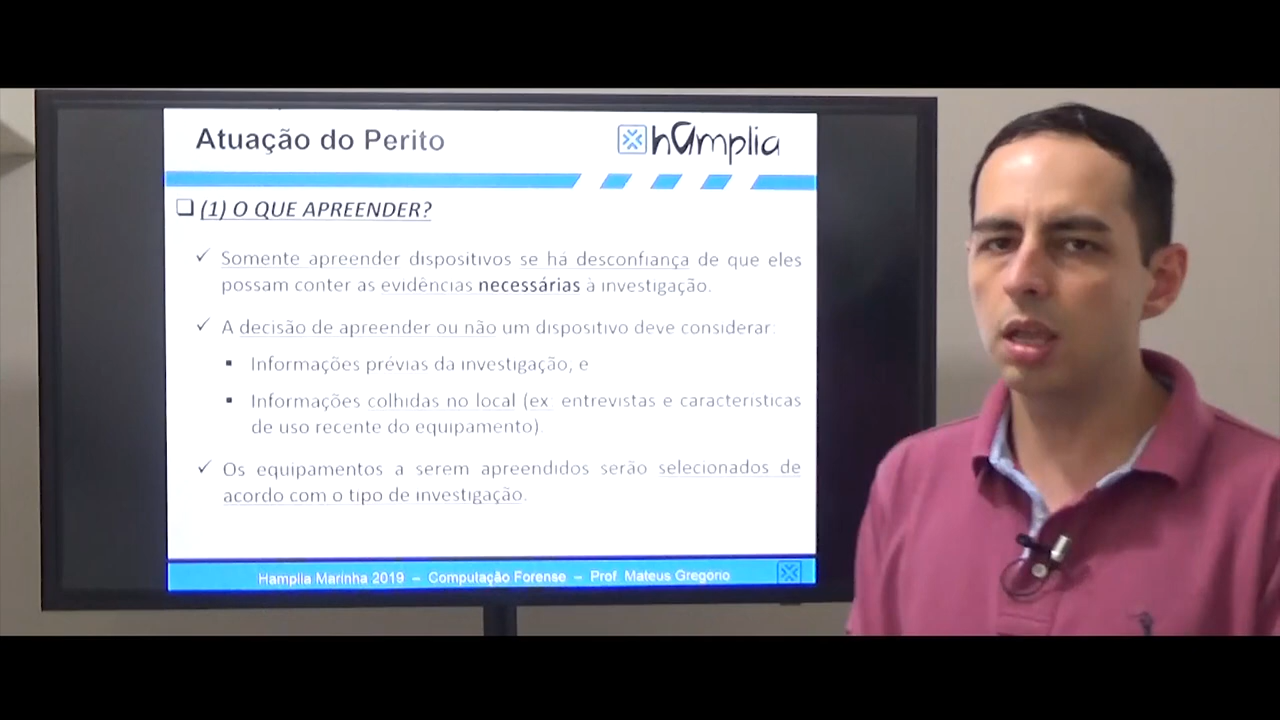 Atuação do Perito
hamplia
(1) O QUE APREENDER?
Somente apreender dispositivos se há desconfiança de que eles
possam conter as evidências necessárias à investigação.
A decisão de apreender ou não um dispositivo deve considerar:
Informações prévias da investigação, e
Informações colhidas no local (ex: entrevistas e características
de uso recente do equipamento).
Os equipamentos a serem apreendidos serão selecionados de
acordo com o tipo de investigação.
Hamplia Marinha 2019 – Computação Forense – Prof. Mateus Gregorio